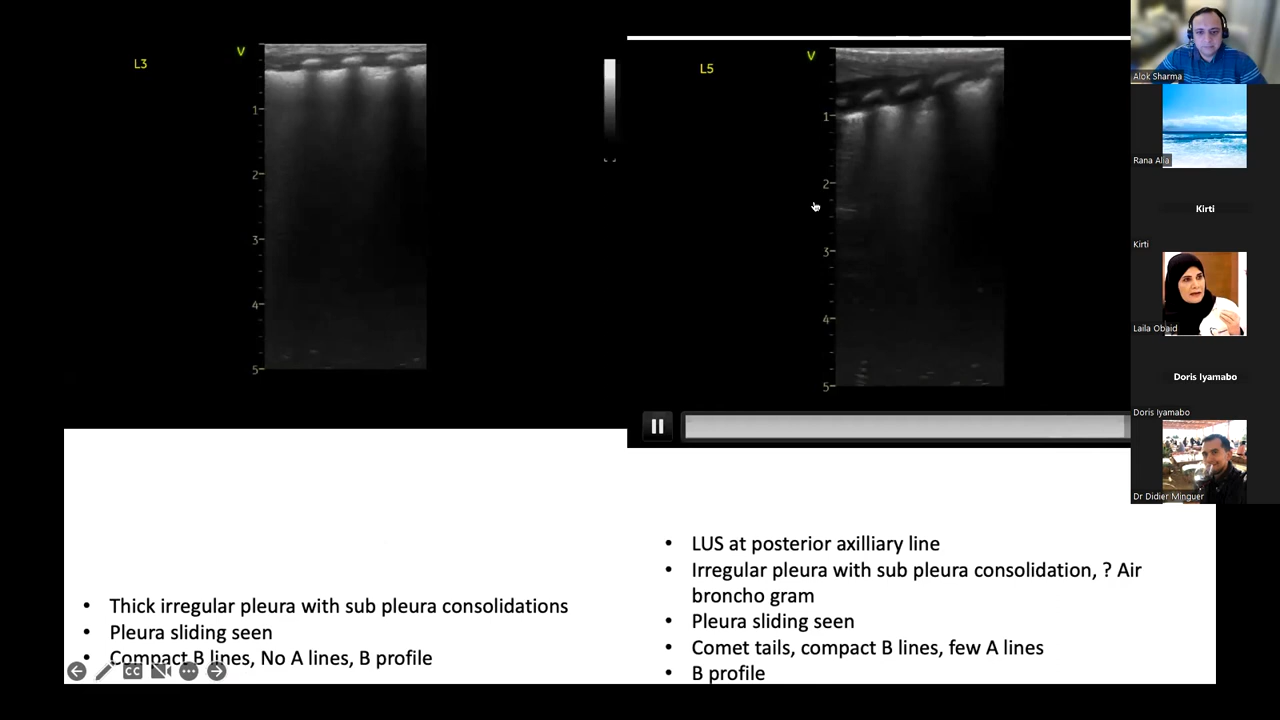 L3
V
1
2
3
4
5
L5
V
1
2
3
4
5
• Thick irregular pleura with sub pleura consolidations
• Pleura sliding seen
• Compact B lines, No A lines, B profile
CC
• LUS at posterior axilliary line
• Irregular pleura with sub pleura consolidation, ? Air
broncho gram
• Pleura sliding seen
• Comet tails, compact B lines, few A lines
• B profile
Alok Sharma
Rana Alia
Kirti
Kirti
Laila Obaid
Doris Iyamabo
Doris Iyamabo
Dr Didier Minguer